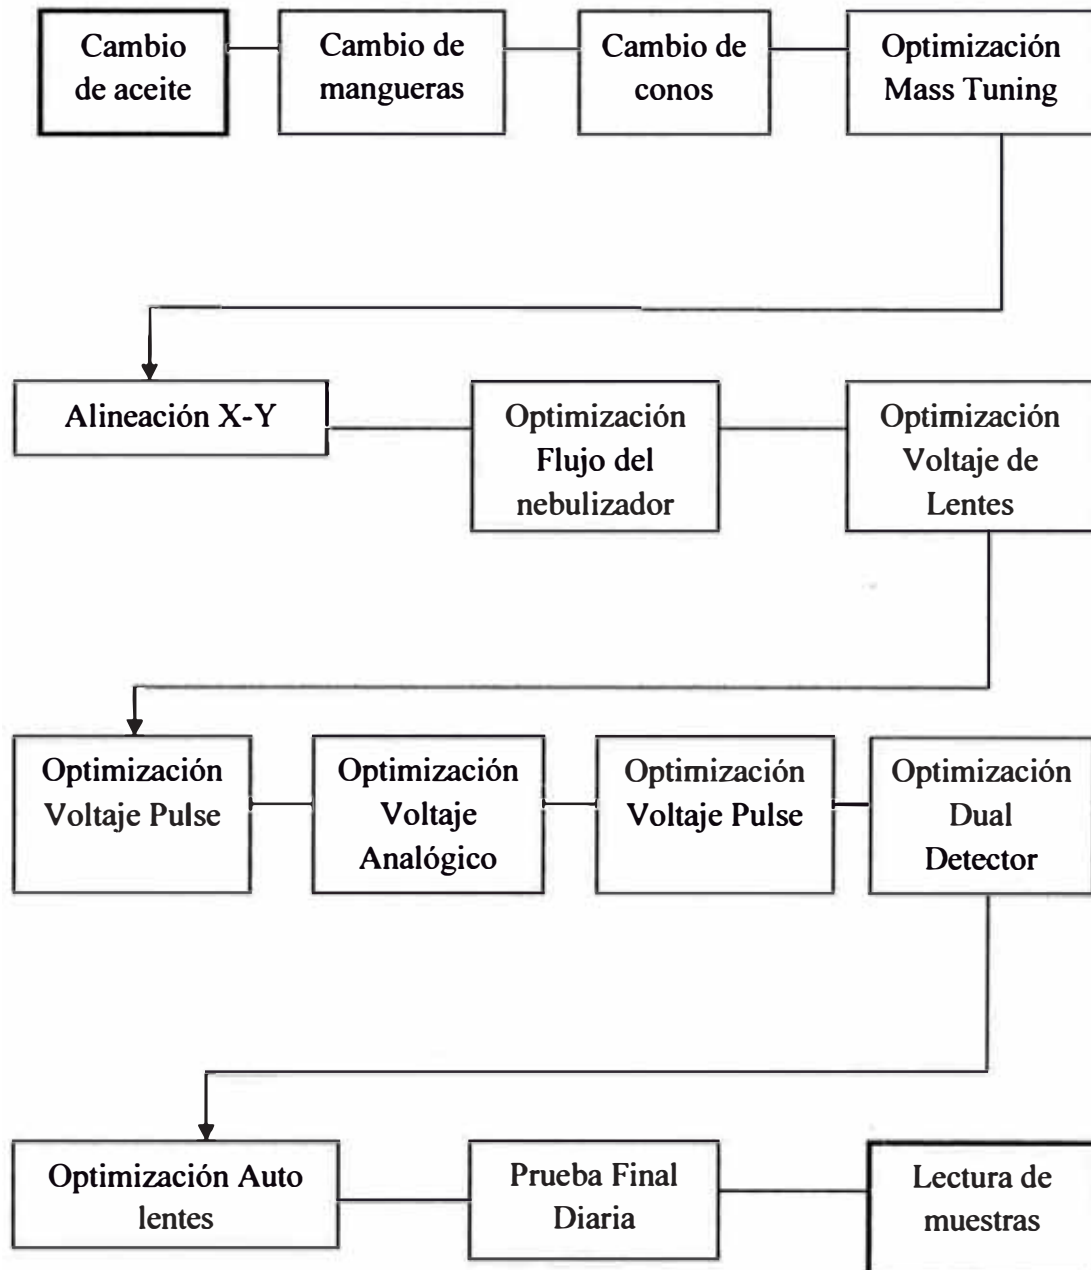 Cambio
de aceite
Cambio de
mangueras
Cambio de
conos
Optimización
Mass Tuning
Alineación X-Y
Optimización
Flujo del
nebulizador
Optimización
Voltaje de
Lentes
Optimización
Voltaje Pulse
Optimización
Voltaje
Analógico
Optimización
Voltaje Pulse
Optimización
Dual
Detector
Optimización Auto
lentes
Prueba Final
Diaria
Lectura de
muestras